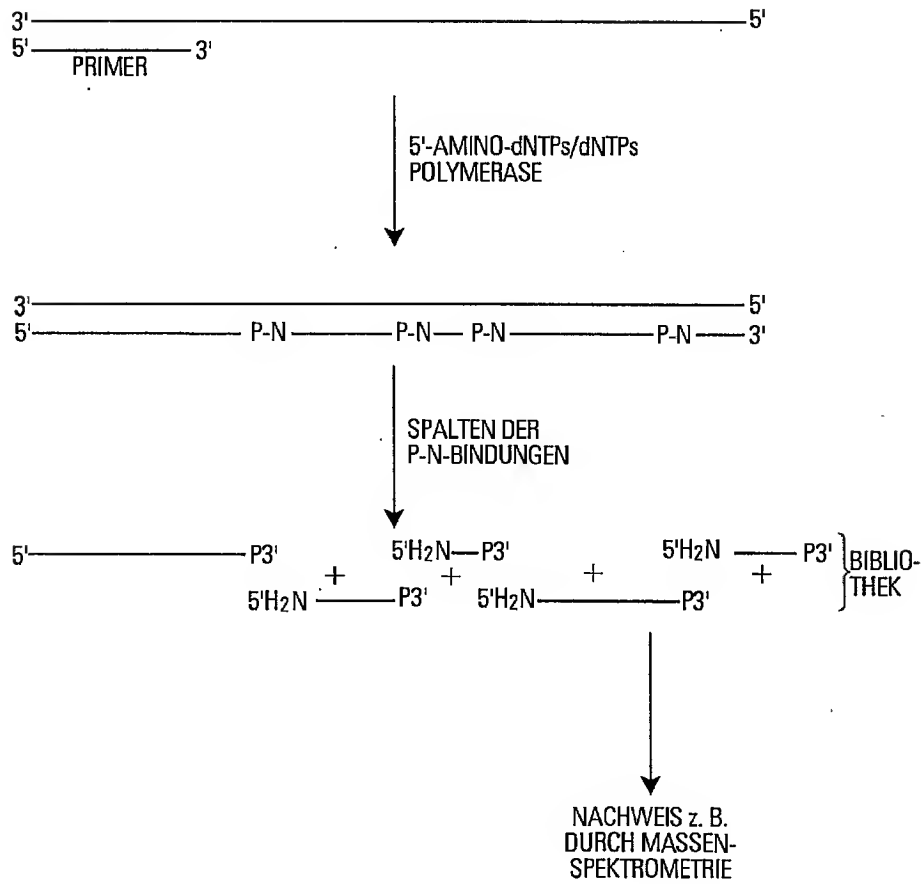 3' 5'
5' 3'
PRIMER
5'-AMINO-dNTPs/dNTPs
POLYMERASE
3' 5'
5' P-N P-N P-N P-N 3'
SPALTEN DER
P-N-BINDUNGEN
5' P3' 5'H₂N P3' 5'H₂N P3'
+ + + +
5'H₂N P3' 5'H₂N P3'
BIBLIO-
THEK
NACHWEIS z. B.
DURCH MASSEN-
SPEKTROMETRIE